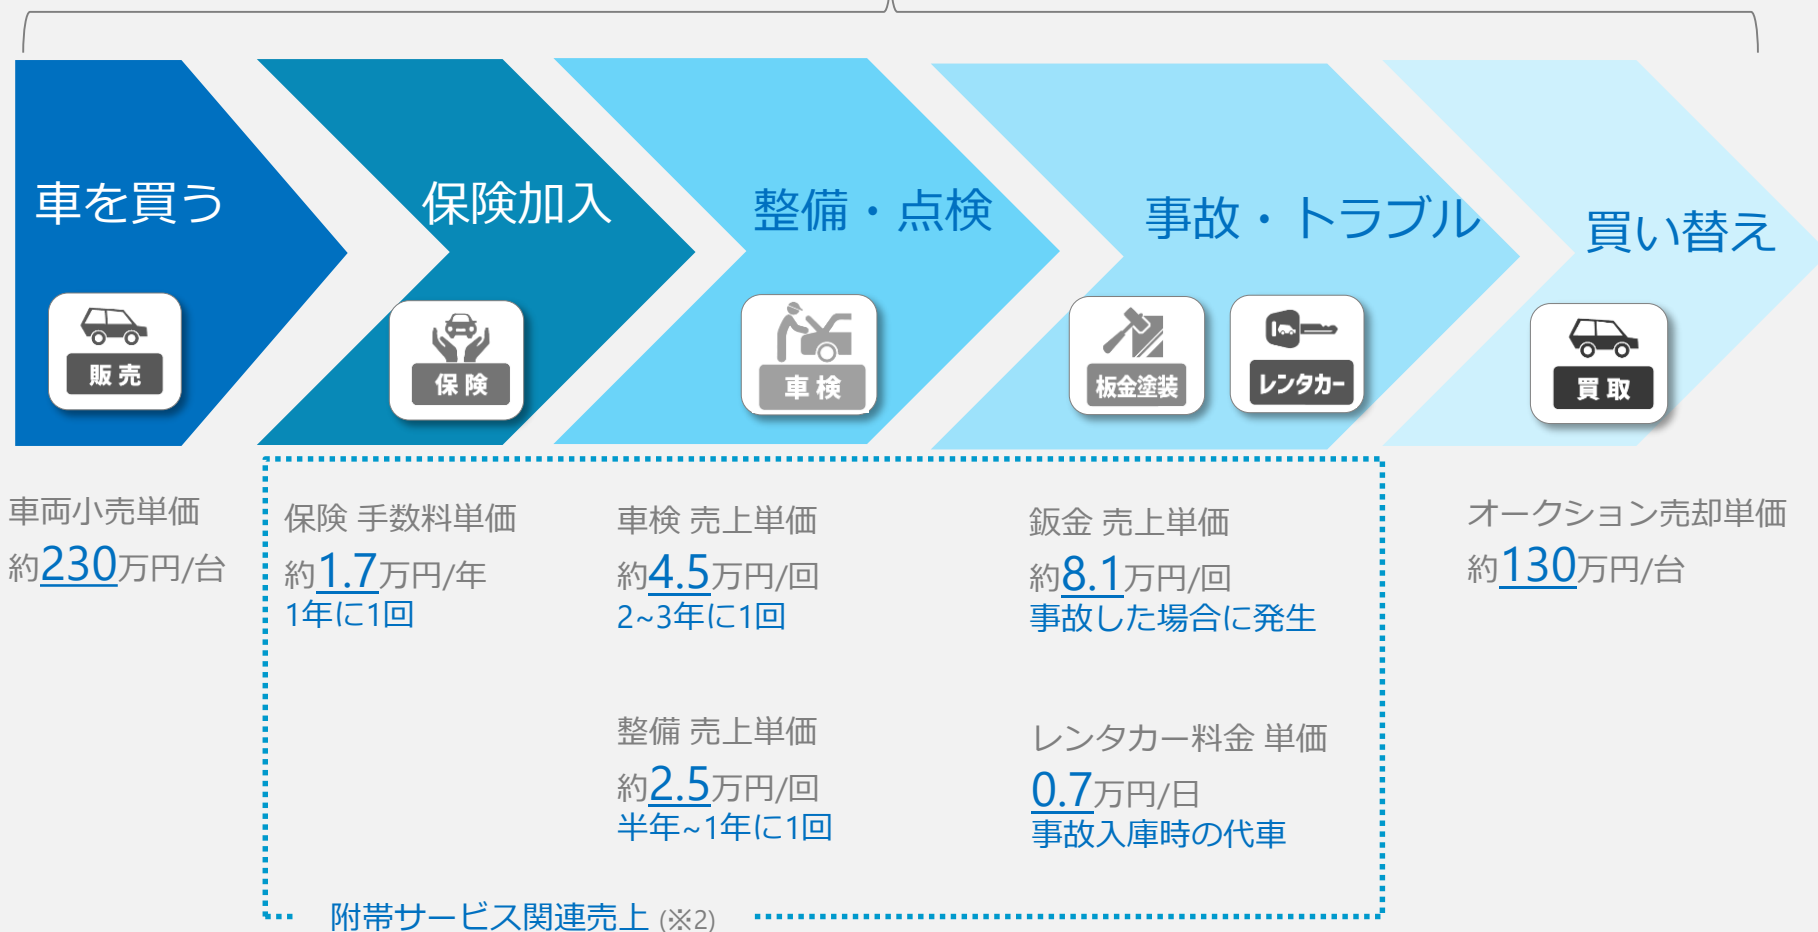 車を買う
販売
保険加入
保険
整備・点検
車検
事故・トラブル
板金塗装
レンタカー
買い替え
買取
車両小売単価
約230万円/台
保険 手数料単価
約1.7万円/年
1年に1回
車検 売上単価
約4.5万円/回
2~3年に1回
整備 売上単価
約2.5万円/回
半年~1年に1回
鈑金 売上単価
約8.1万円/回
事故した場合に発生
レンタカー料金 単価
0.7万円/日
事故入庫時の代車
オークション売却単価
約130万円/台
附帯サービス関連売上 (※2)